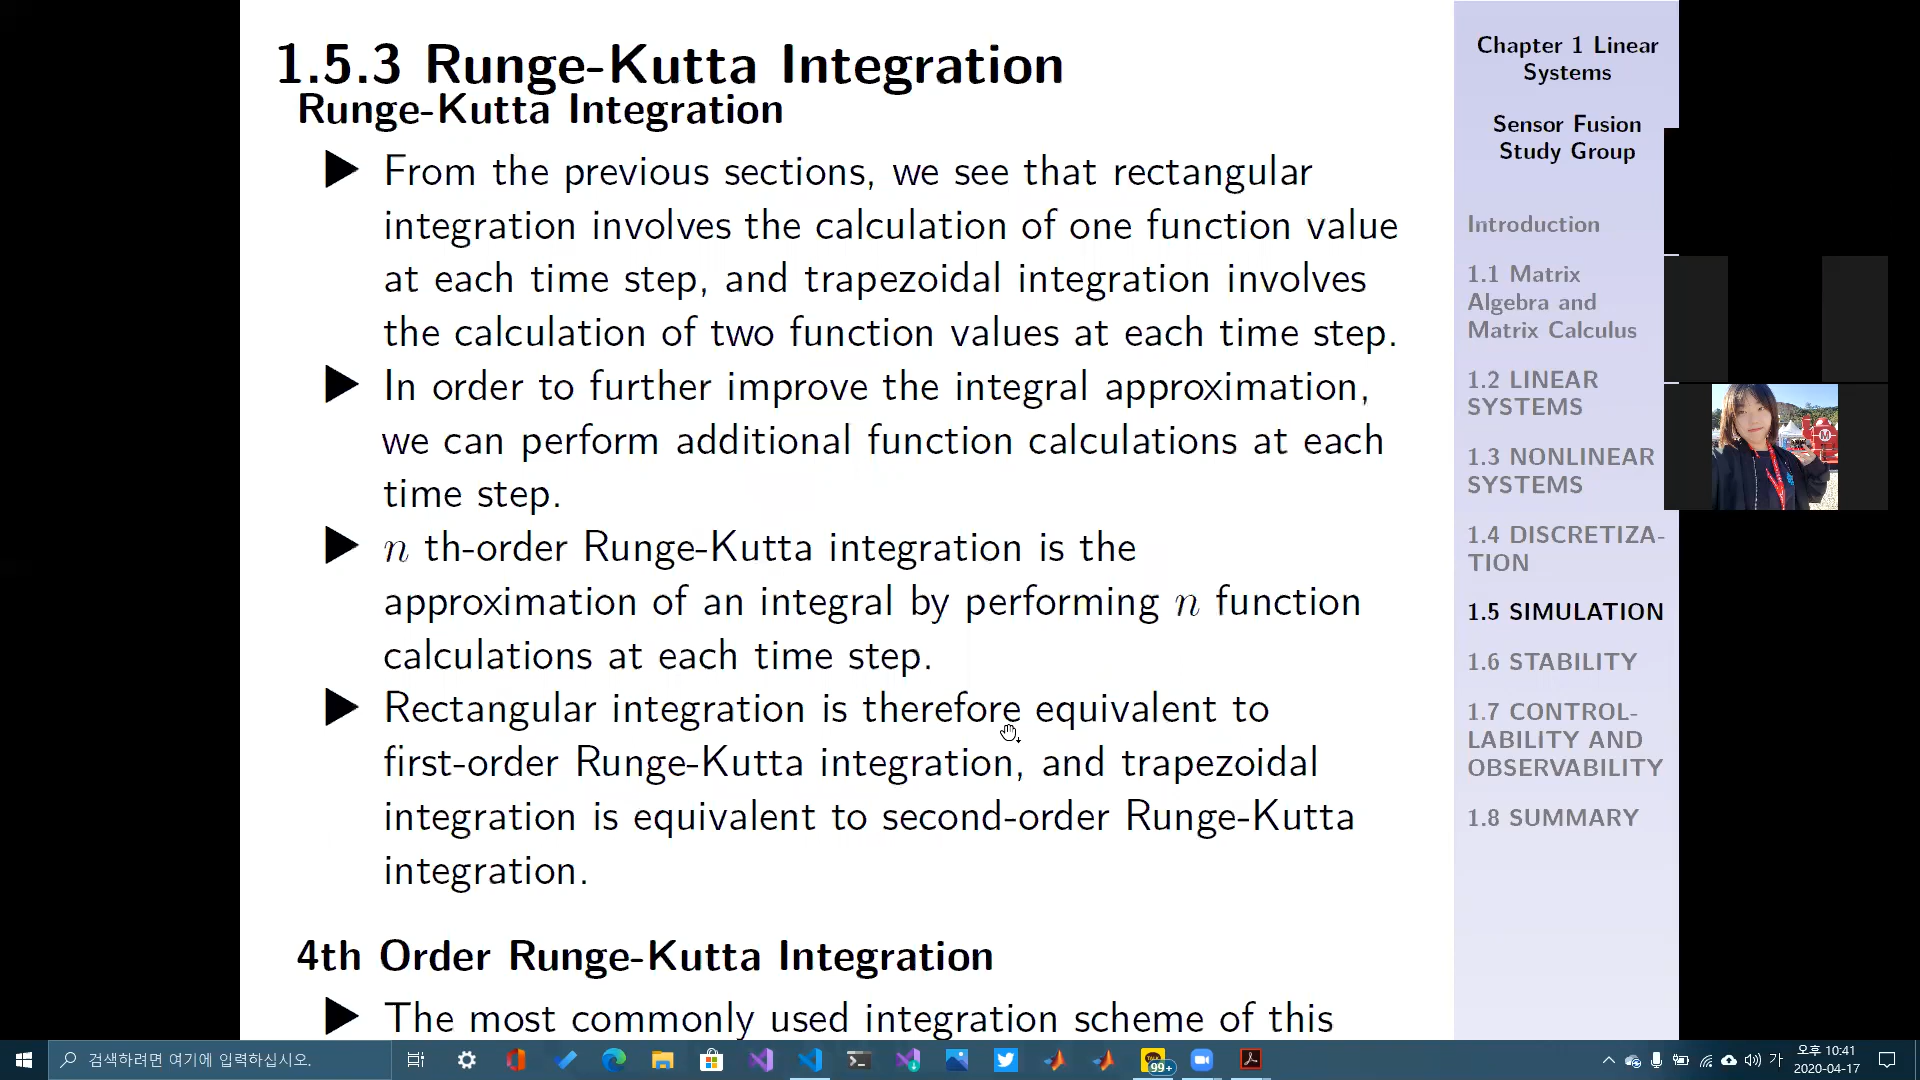 1.5.3 Runge-Kutta Integration
Runge-Kutta Integration
From the previous sections, we see that rectangular
integration involves the calculation of one function value
at each time step, and trapezoidal integration involves
the calculation of two function values at each time step.
In order to further improve the integral approximation,
we can perform additional function calculations at each
time step.
n th-order Runge-Kutta integration is the
approximation of an integral by performing n function
calculations at each time step.
Rectangular integration is therefore equivalent to
first-order Runge-Kutta integration, and trapezoidal
integration is equivalent to second-order Runge-Kutta
integration.
4th Order Runge-Kutta Integration
The most commonly used integration scheme of this
Chapter 1 Linear
Systems
Sensor Fusion
Study Group
Introduction
1.1 Matrix
Algebra and
Matrix Calculus
1.2 LINEAR
SYSTEMS
1.3 NONLINEAR
SYSTEMS
1.4 DISCRETIZA-
TION
1.5 SIMULATION
1.6 STABILITY
1.7 CONTROL-
LABILITY AND
OBSERVABILITY
1.8 SUMMARY
M
검색하려면 여기에 입력하십시오.
TALK
99+
가
오후 10:41
2020-04-17